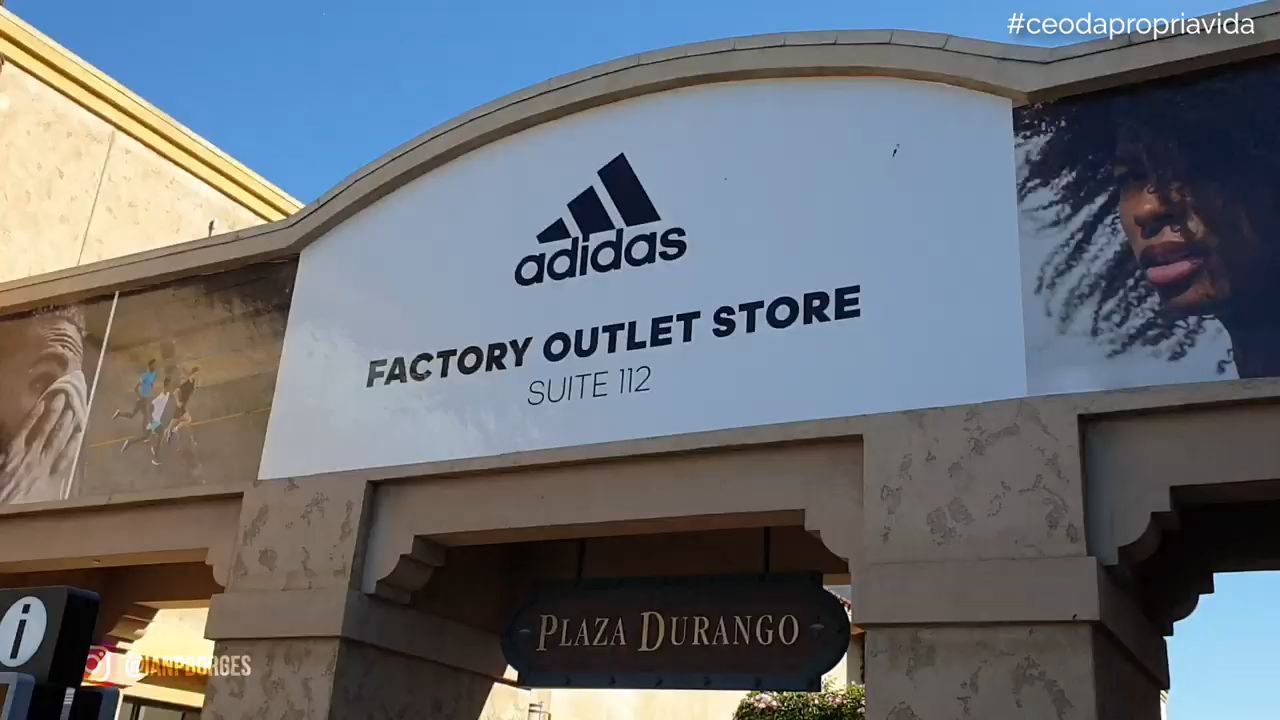 #ceodapropriavida
adidas
FACTORY OUTLET STORE
SUITE 112
PLAZA DURANGO
i
@IANPBORGES